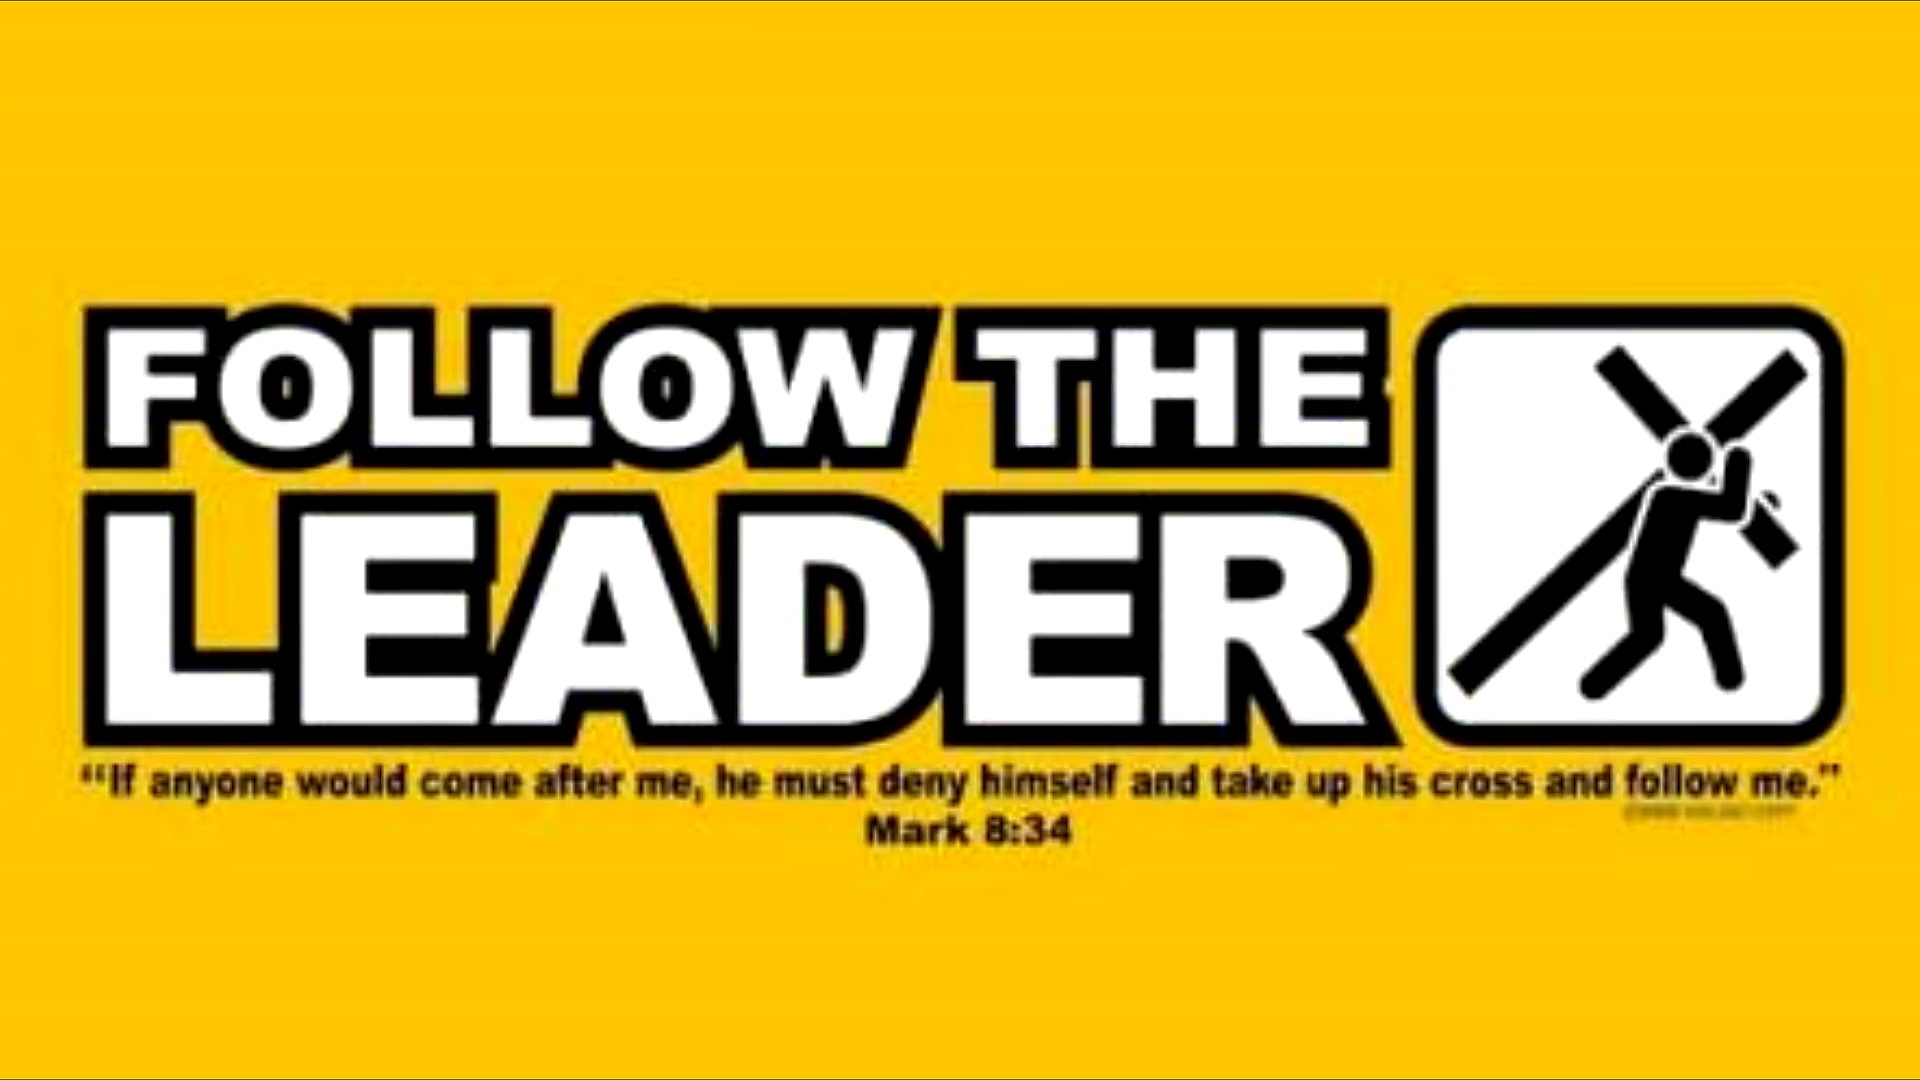 FOLLOW THE
LEADER
“If anyone would come after me, he must deny himself and take up his cross and follow me.”
Mark 8:34